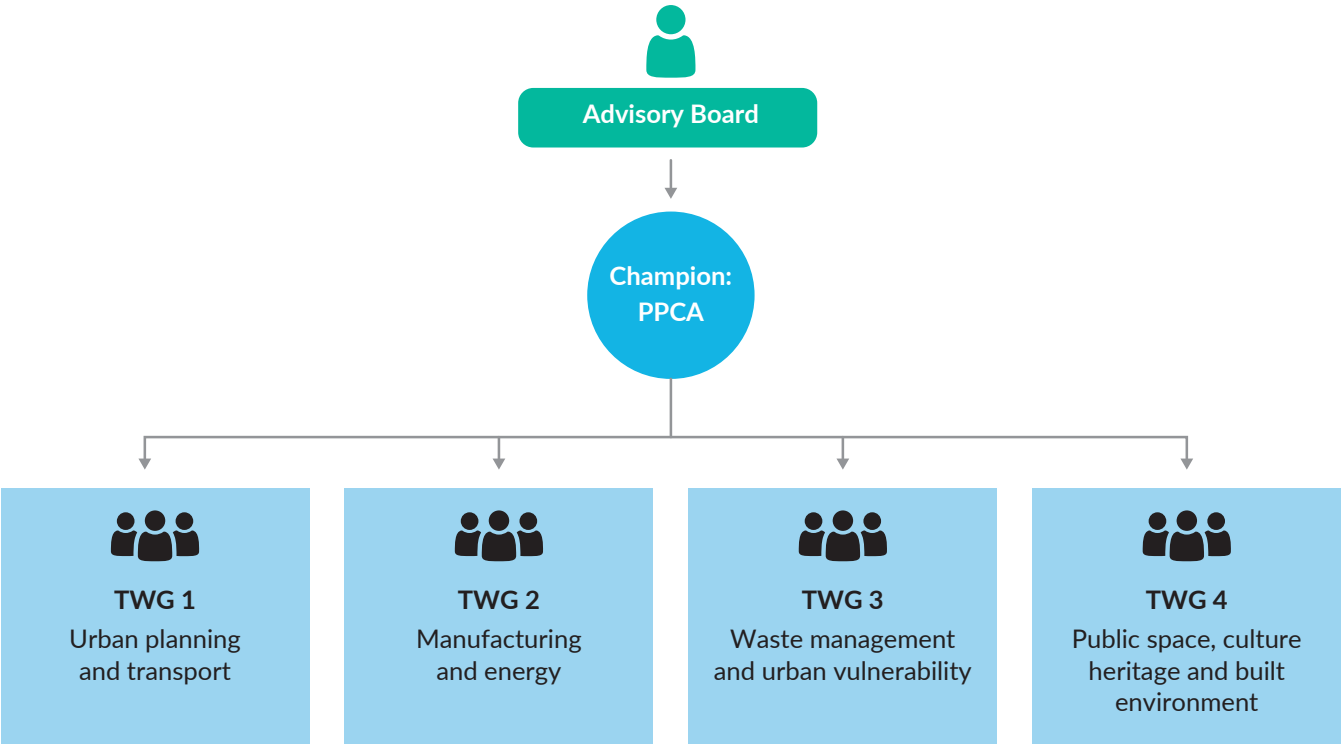 Advisory Board
Champion:
PPCA
TWG 1
Urban planning
and transport
TWG 2
Manufacturing
and energy
TWG 3
Waste management
and urban vulnerability
TWG 4
Public space, culture
heritage and built
environment